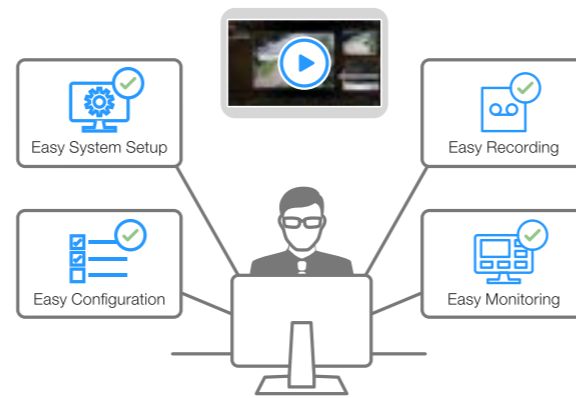 Easy System Setup
Easy Recording
Easy Configuration
Easy Monitoring